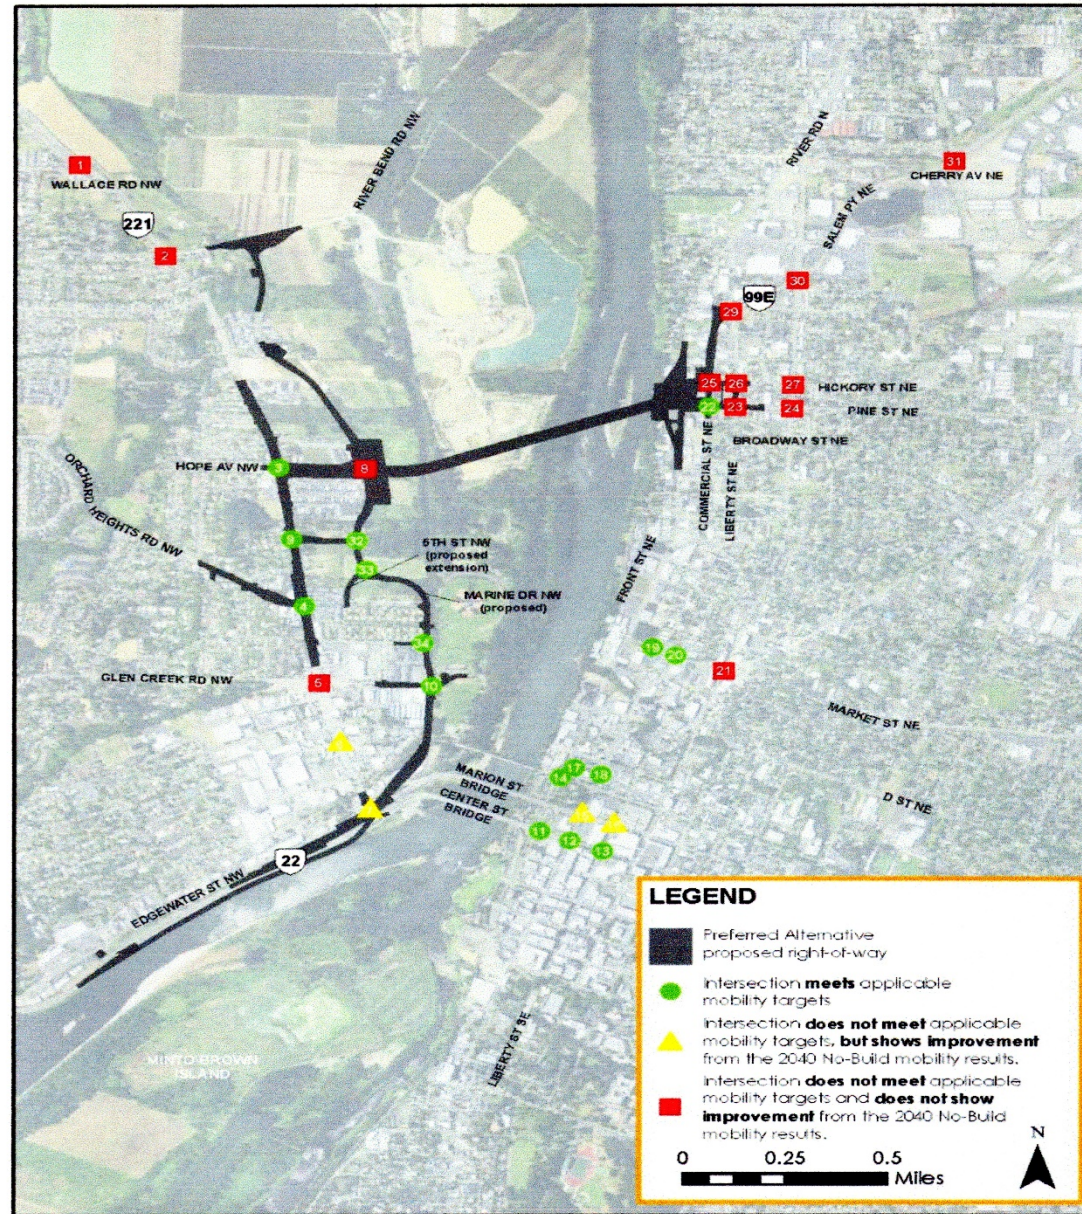 1
WALLACE RD NW
221
2
RIVER BEND RD NW
RIVER RD N
31
CHERRY AV NE
SALEM PY NE
30
99E
29
25
26
27
HICKORY ST NE
22
23
24
PINE ST NE
BROADWAY ST NE
COMMERCIAL ST NE
LIBERTY ST NE
HOPE AV NW
3
8
ORCHARD HEIGHTS RD NW
9
32
5TH ST NW
(proposed
extension)
33
MARINE DR NW
(proposed)
4
FRONT ST NE
34
19
20
21
GLEN CREEK RD NW
5
10
MARKET ST NE
MARION ST
BRIDGE
CENTER ST
BRIDGE
14
17
18
D ST NE
11
12
13
22
EDGEWATER ST NW
LIBERTY ST SE
MINTO BROWN
ISLAND
LEGEND
Preferred Alternative
proposed right-of-way
Intersection meets applicable
mobility targets
Intersection does not meet applicable
mobility targets, but shows improvement
from the 2040 No-Build mobility results.
Intersection does not meet applicable
mobility targets and does not show
improvement from the 2040 No-Build
mobility results.
N
0 0.25 0.5
Miles